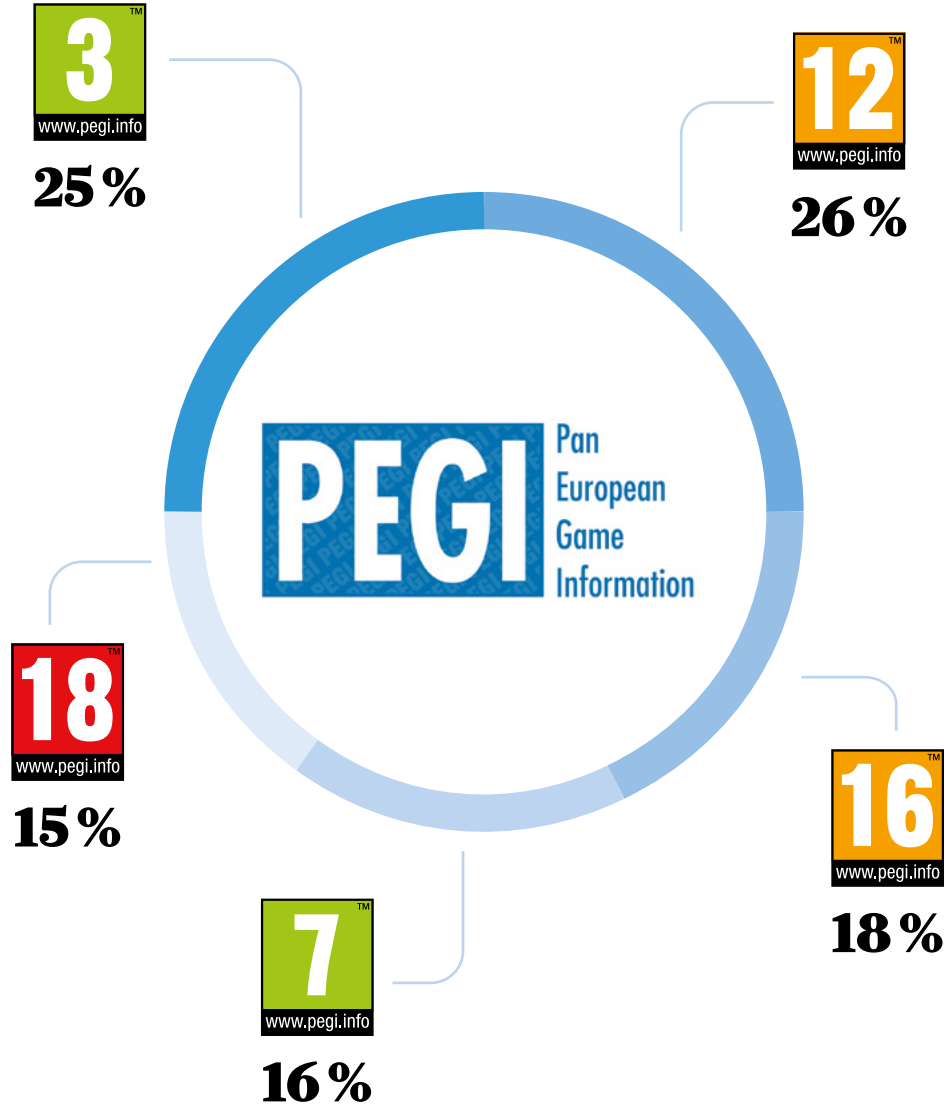 3
TM
www.pegi.info
25 %
12
TM
www.pegi.info
26 %
PEGI
Pan
European
Game
Information
18
TM
www.pegi.info
15 %
16
TM
www.pegi.info
18 %
7
TM
www.pegi.info
16 %